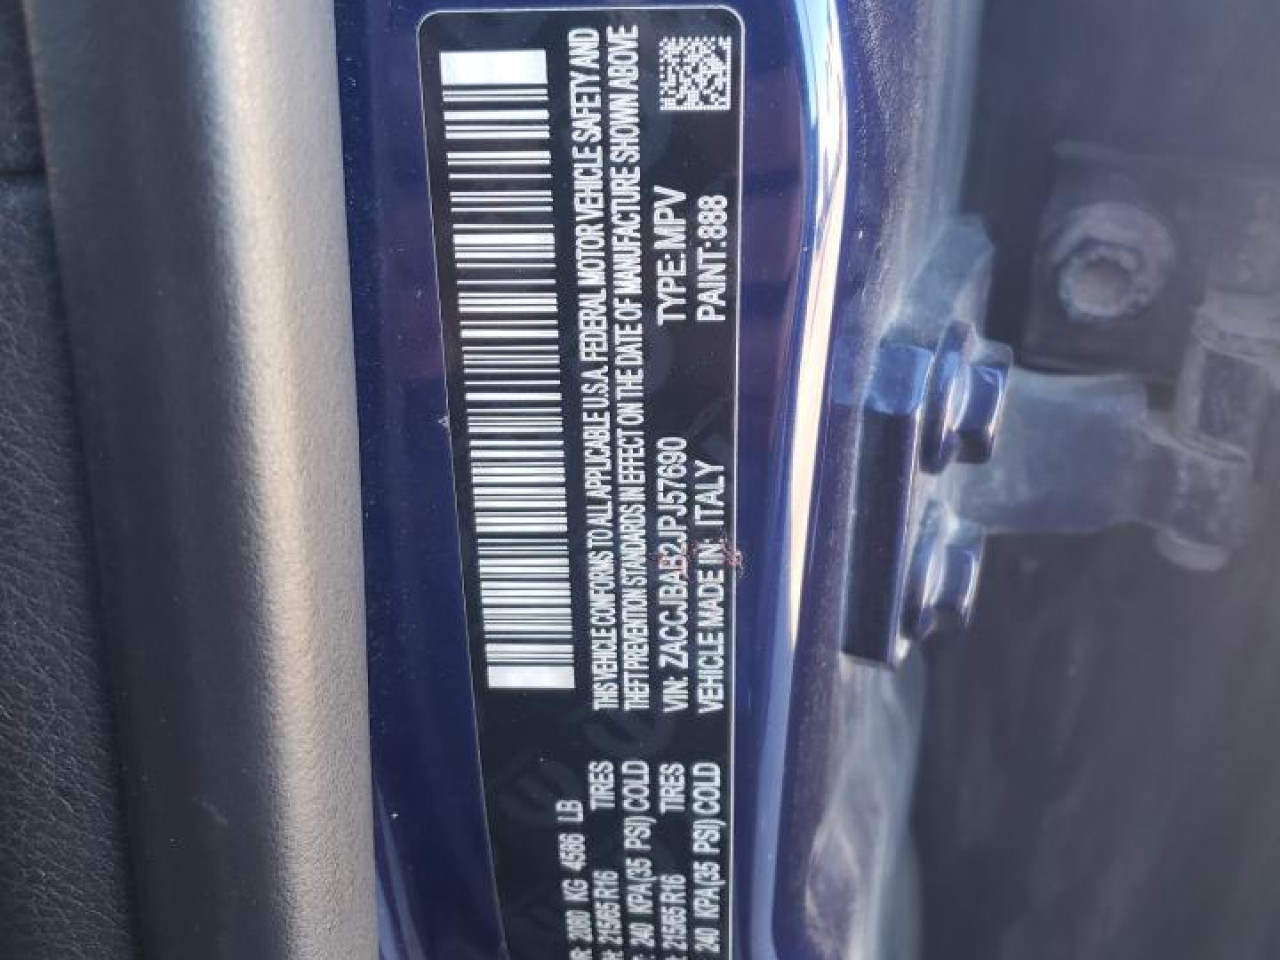 THIS VEHICLE CONFORMS TO ALL APPLICABLE U.S.A. FEDERAL MOTOR VEHICLE SAFETY AND
THEFT PREVENTION STANDARDS IN EFFECT ON THE DATE OF MANUFACTURE SHOWN ABOVE
VIN: ZACCJBAB2JPJ57690 TYPE: MPV
VEHICLE MADE IN: ITALY PAINT:888
2080 KG 4586 LB
215/65 R16 TIRES
240 KPA(35 PSI) COLD
215/65 R16 TIRES
240 KPA(35 PSI) COLD